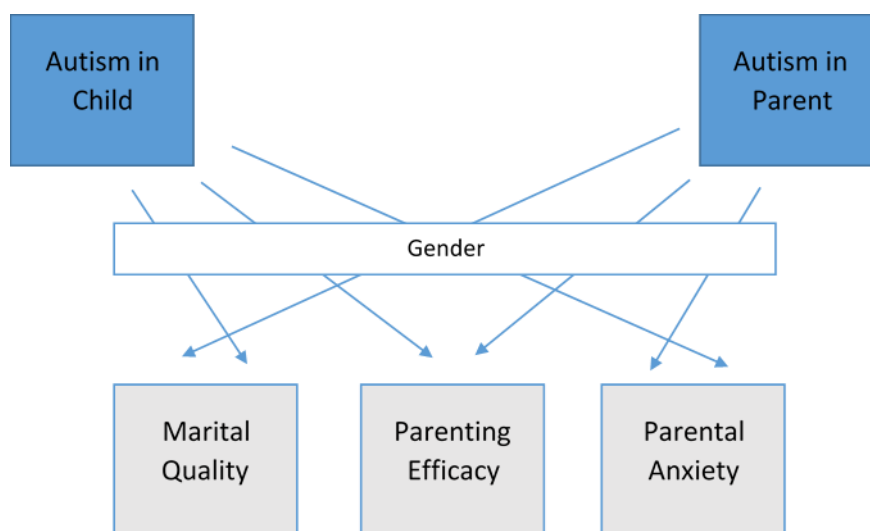 Autism in
Child
Autism in
Parent
Gender
Marital
Quality
Parenting
Efficacy
Parental
Anxiety